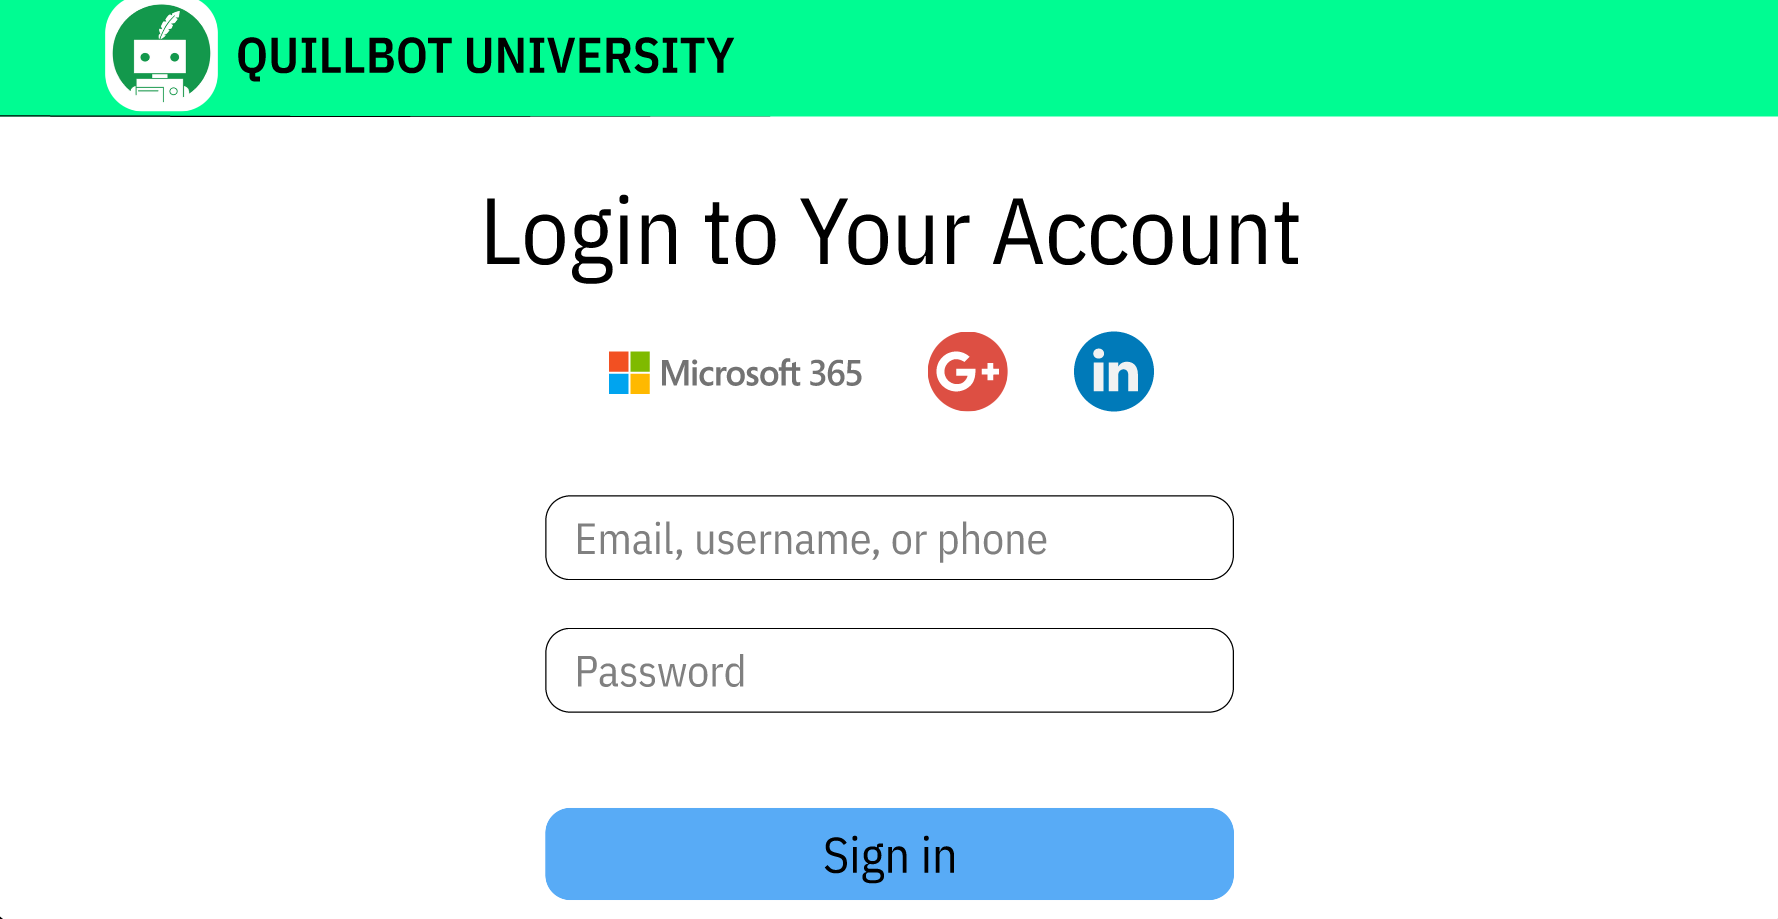 QUILLBOT UNIVERSITY
Login to Your Account
Microsoft 365
G+
in
Email, username, or phone
Password
Sign in